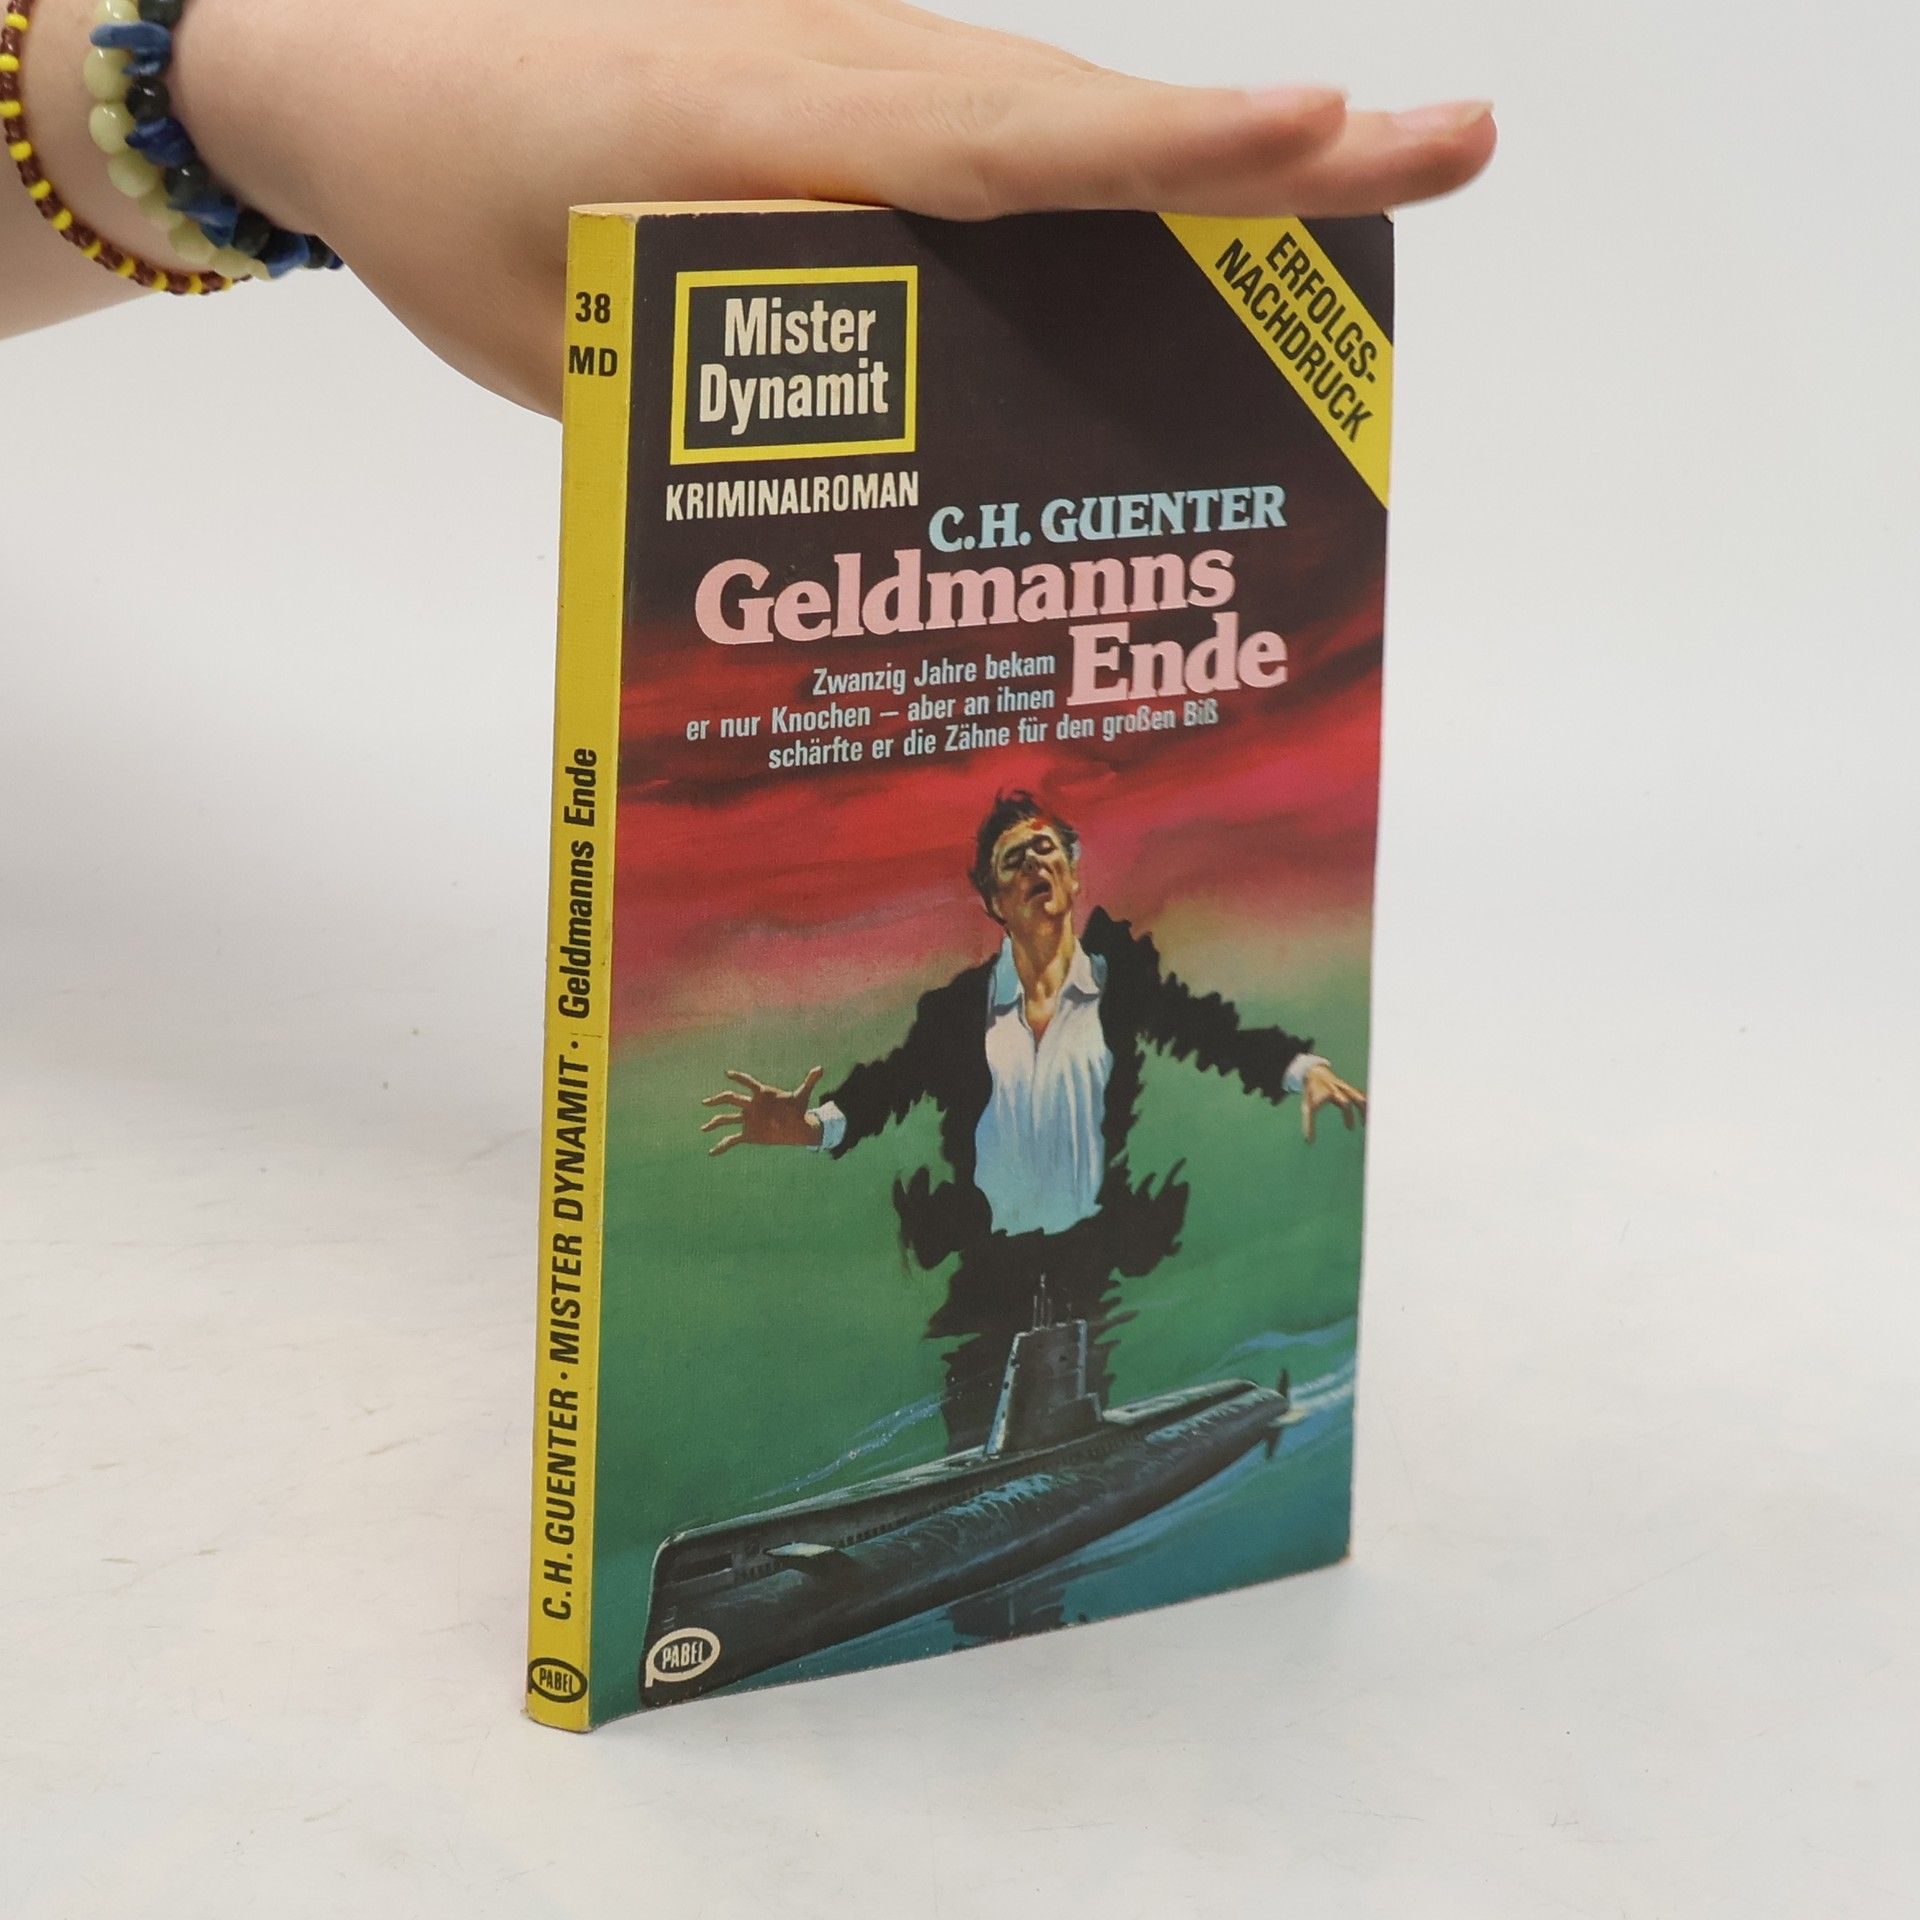 38
MD
C.H. GUENTER · MISTER DYNAMIT · Geldmanns Ende
PABEL
Mister
Dynamit
KRIMINALROMAN
ERFOLGS-
NACHDRUCK
C.H. GUENTER
Geldmanns
Ende
Zwanzig Jahre bekam
er nur Knochen – aber an ihnen
schärfte er die Zähne für den großen Biß
PABEL